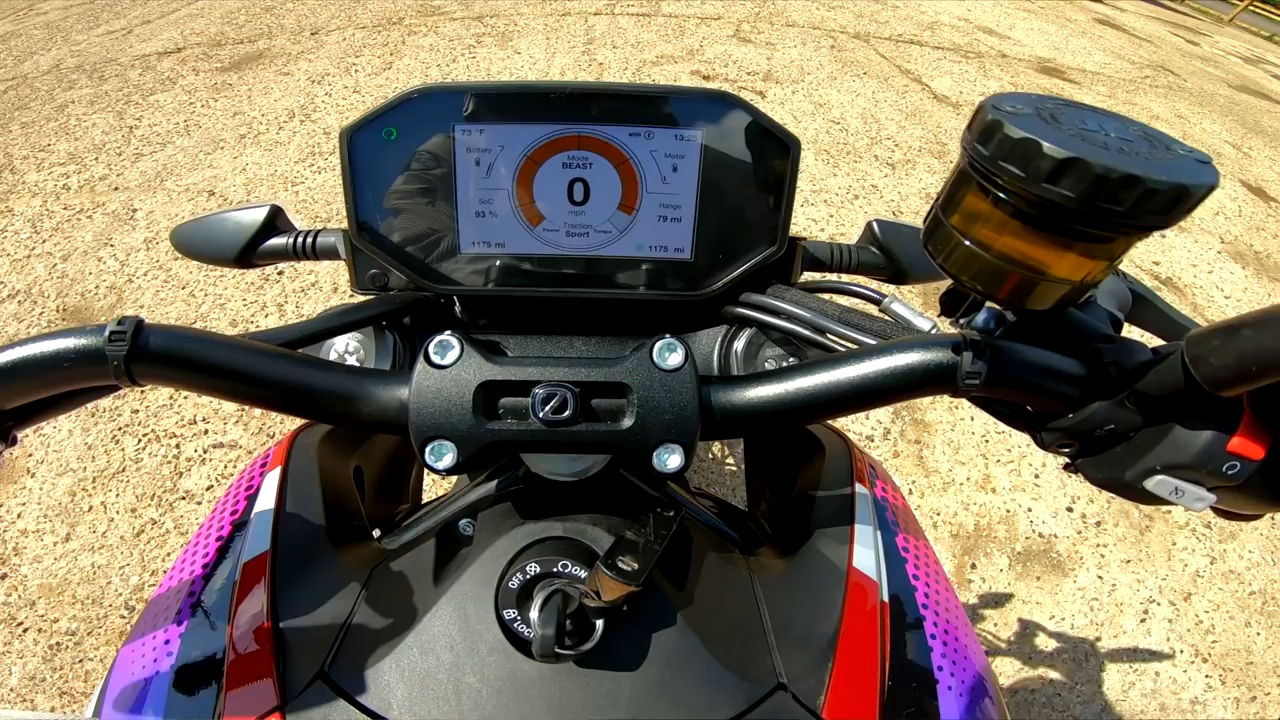 73 °F
13:25
Battery
Mode
BEAST
Motor
0
mph
SoC
93 %
Range
79 mi
Traction
Sport
Power
Torque
1175 mi
1175 mi
OFF
ON
LOCK